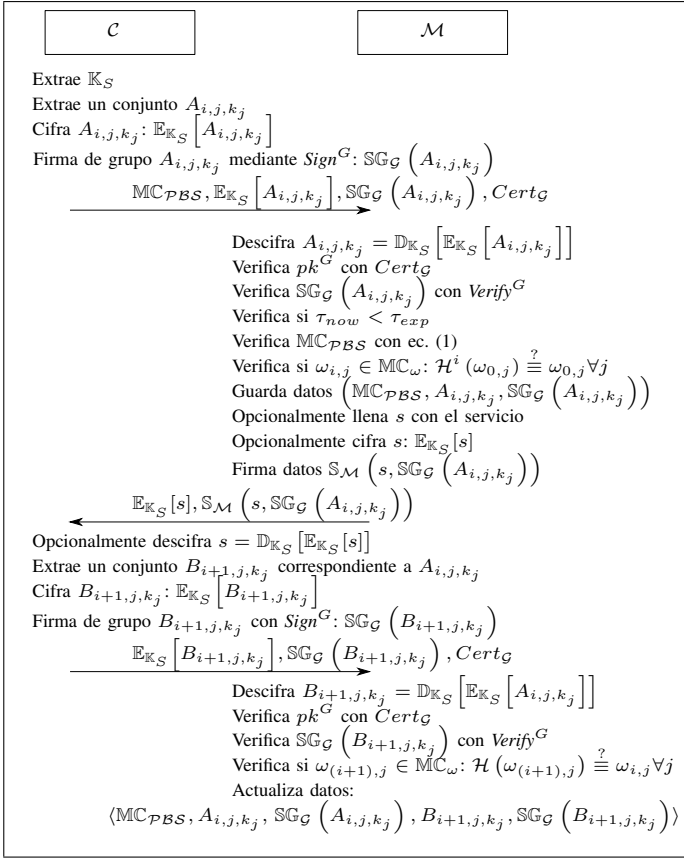 𝒞 ℳ
Extrae 𝕂_S
Extrae un conjunto A_{i,j,k_j}
Cifra A_{i,j,k_j}: 𝔼_{𝕂_S}[A_{i,j,k_j}]
Firma de grupo A_{i,j,k_j} mediante Sign^G: 𝕊𝔾_𝒢(A_{i,j,k_j})
𝕄ℂ_{𝒫ℬ𝒮}, 𝔼_{𝕂_S}[A_{i,j,k_j}], 𝕊𝔾_𝒢(A_{i,j,k_j}), Cert_𝒢
Descifra A_{i,j,k_j} = 𝔻_{𝕂_S}[𝔼_{𝕂_S}[A_{i,j,k_j}]]
Verifica pk^G con Cert_𝒢
Verifica 𝕊𝔾_𝒢(A_{i,j,k_j}) con Verify^G
Verifica si τ_{now} < τ_{exp}
Verifica 𝕄ℂ_{𝒫ℬ𝒮} con ec. (1)
Verifica si ω_{i,j} ∈ 𝕄ℂ_ω: ℋ^i(ω_{0,j}) ≟ ω_{0,j}∀j
Guarda datos (𝕄ℂ_{𝒫ℬ𝒮}, A_{i,j,k_j}, 𝕊𝔾_𝒢(A_{i,j,k_j}))
Opcionalmente llena s con el servicio
Opcionalmente cifra s: 𝔼_{𝕂_S}[s]
Firma datos 𝕊_ℳ(s, 𝕊𝔾_𝒢(A_{i,j,k_j}))
𝔼_{𝕂_S}[s], 𝕊_ℳ(s, 𝕊𝔾_𝒢(A_{i,j,k_j}))
Opcionalmente descifra s = 𝔻_{𝕂_S}[𝔼_{𝕂_S}[s]]
Extrae un conjunto B_{i+1,j,k_j} correspondiente a A_{i,j,k_j}
Cifra B_{i+1,j,k_j}: 𝔼_{𝕂_S}[B_{i+1,j,k_j}]
Firma de grupo B_{i+1,j,k_j} con Sign^G: 𝕊𝔾_𝒢(B_{i+1,j,k_j})
𝔼_{𝕂_S}[B_{i+1,j,k_j}], 𝕊𝔾_𝒢(B_{i+1,j,k_j}), Cert_𝒢
Descifra B_{i+1,j,k_j} = 𝔻_{𝕂_S}[𝔼_{𝕂_S}[A_{i,j,k_j}]]
Verifica pk^G con Cert_𝒢
Verifica 𝕊𝔾_𝒢(B_{i+1,j,k_j}) con Verify^G
Verifica si ω_{(i+1),j} ∈ 𝕄ℂ_ω: ℋ(ω_{(i+1),j}) ≟ ω_{i,j}∀j
Actualiza datos:
⟨𝕄ℂ_{𝒫ℬ𝒮}, A_{i,j,k_j}, 𝕊𝔾_𝒢(A_{i,j,k_j}), B_{i+1,j,k_j}, 𝕊𝔾_𝒢(B_{i+1,j,k_j})⟩